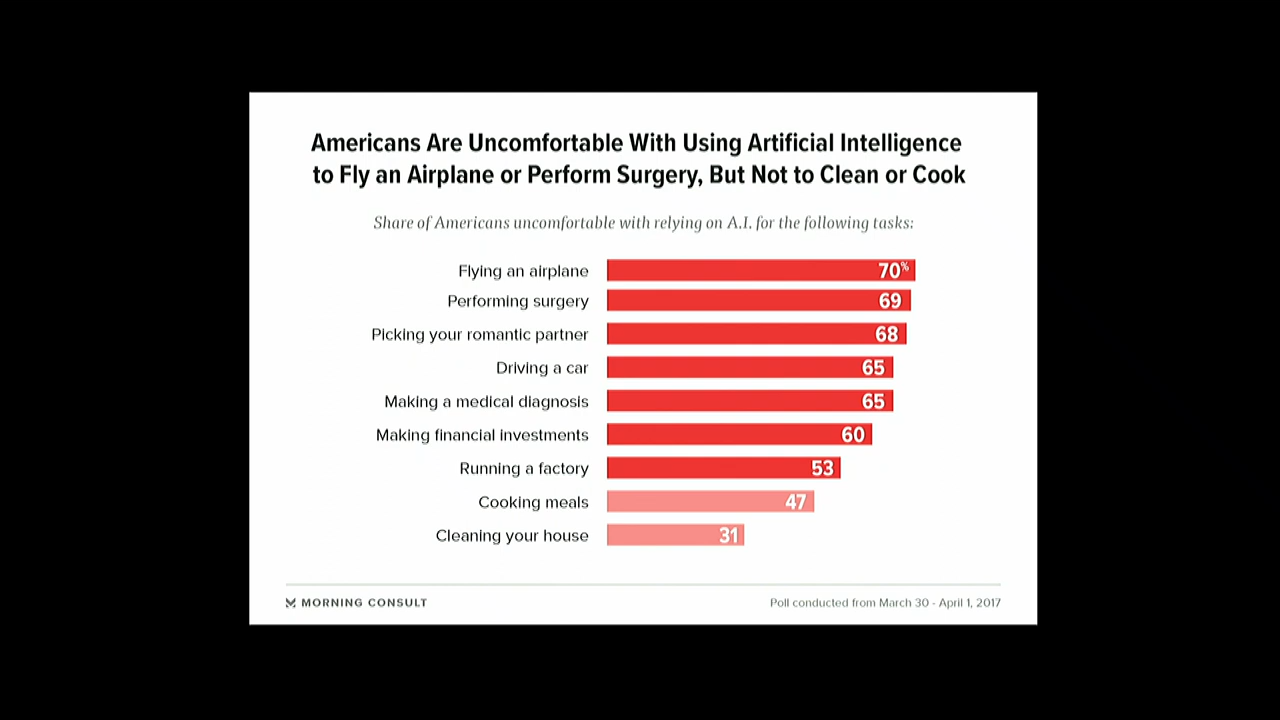 Americans Are Uncomfortable With Using Artificial Intelligence
to Fly an Airplane or Perform Surgery, But Not to Clean or Cook
Share of Americans uncomfortable with relying on A.I. for the following tasks:
Flying an airplane 70%
Performing surgery 69
Picking your romantic partner 68
Driving a car 65
Making a medical diagnosis 65
Making financial investments 60
Running a factory 53
Cooking meals 47
Cleaning your house 31
MORNING CONSULT
Poll conducted from March 30 - April 1, 2017